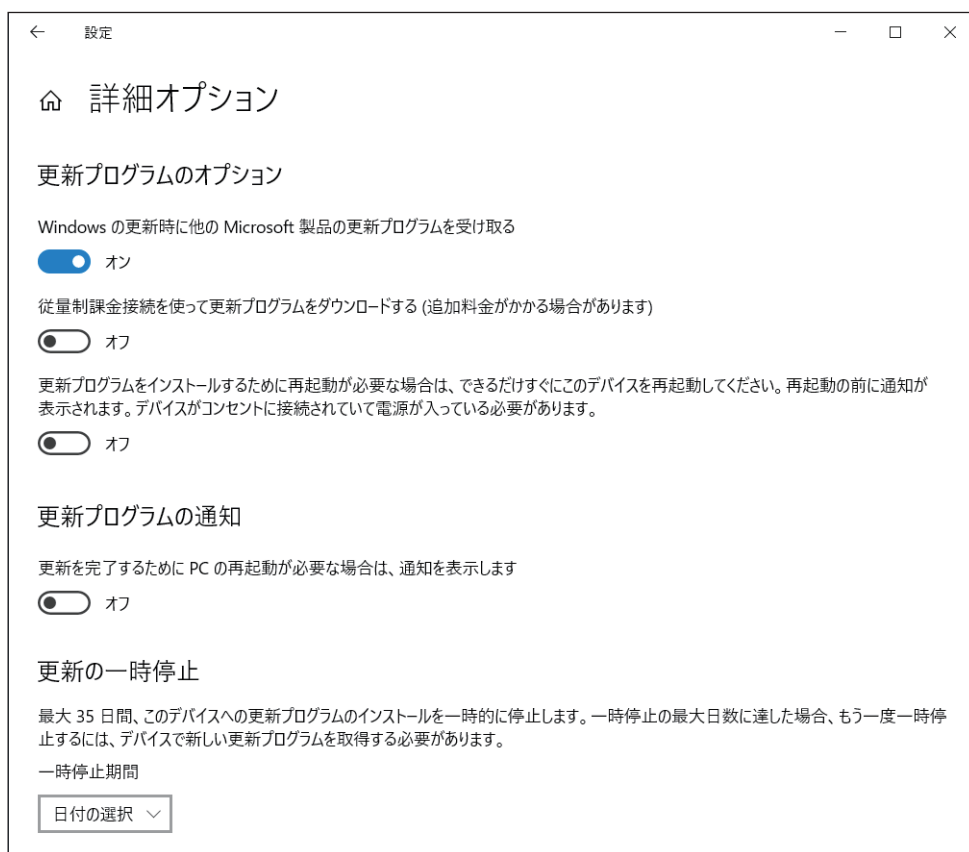 設定
詳細オプション
更新プログラムのオプション
Windows の更新時に他の Microsoft 製品の更新プログラムを受け取る
オン
従量制課金接続を使って更新プログラムをダウンロードする (追加料金がかかる場合があります)
オフ
更新プログラムをインストールするために再起動が必要な場合は、できるだけすぐにこのデバイスを再起動してください。再起動の前に通知が
表示されます。デバイスがコンセントに接続されていて電源が入っている必要があります。
オフ
更新プログラムの通知
更新を完了するために PC の再起動が必要な場合は、通知を表示します
オフ
更新の一時停止
最大 35 日間、このデバイスへの更新プログラムのインストールを一時的に停止します。一時停止の最大日数に達した場合、もう一度一時停
止するには、デバイスで新しい更新プログラムを取得する必要があります。
一時停止期間
日付の選択